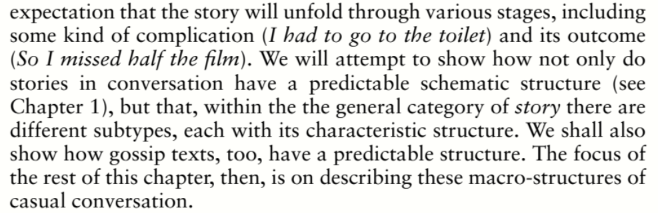 expectation that the story will unfold through various stages, including
some kind of complication (I had to go to the toilet) and its outcome
(So I missed half the film). We will attempt to show how not only do
stories in conversation have a predictable schematic structure (see
Chapter 1), but that, within the the general category of story there are
different subtypes, each with its characteristic structure. We shall also
show how gossip texts, too, have a predictable structure. The focus of
the rest of this chapter, then, is on describing these macro-structures of
casual conversation.